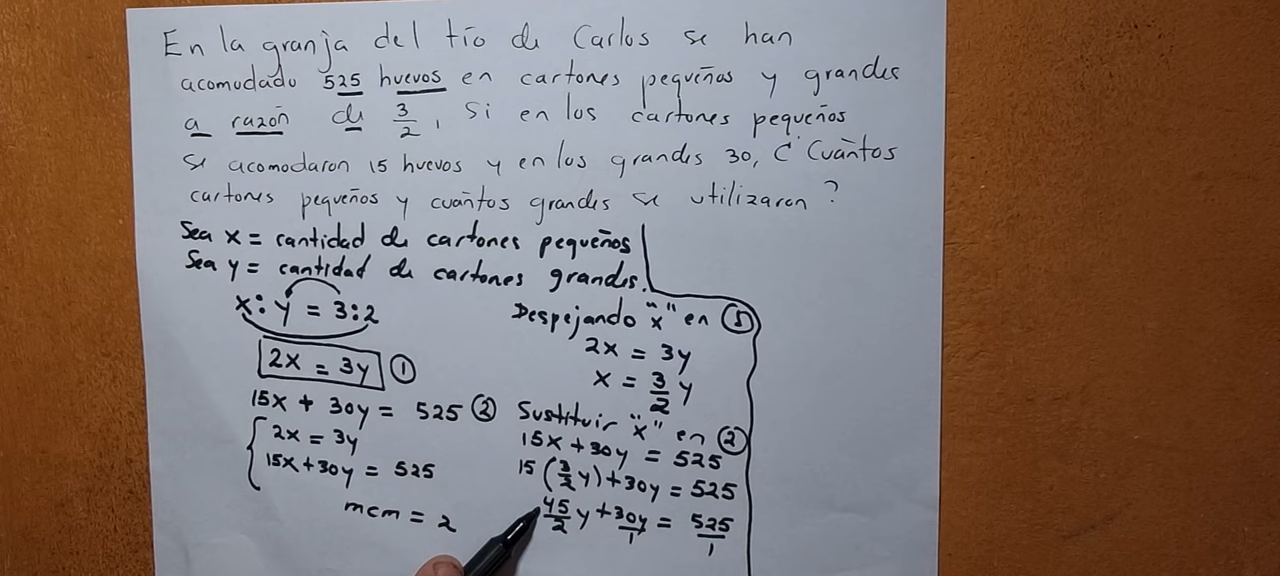 En la granja del tío de Carlos se han
acomodado 525 huevos en cartones pequeños y grandes
a razón de 3/2, Si en los cartones pequeños
se acomodaron 15 huevos y en los grandes 30, ¿Cuántos
cartones pequeños y cuántos grandes se utilizaron?
Sea x = cantidad de cartones pequeños
Sea y = cantidad de cartones grandes.
x:y = 3:2
2x = 3y ①
15x + 30y = 525 ②
2x = 3y
15x+30y = 525
mcm = 2
Despejando "x" en ①
2x = 3y
x = 3/2 y
Sustituir "x" en ②
15x+30y = 525
15(3/2 y)+30y = 525
45/2 y + 30y/1 = 525/1